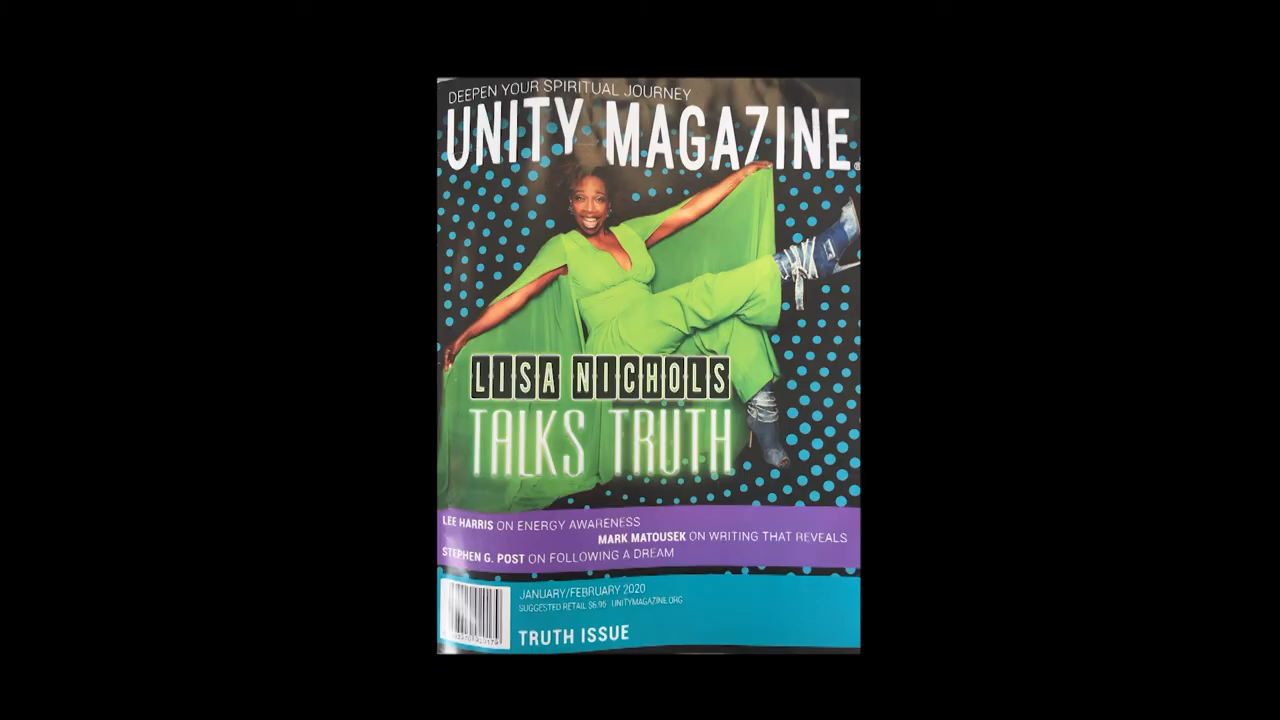 DEEPEN YOUR SPIRITUAL JOURNEY
UNITY MAGAZINE®
LISA NICHOLS
TALKS TRUTH
LEE HARRIS ON ENERGY AWARENESS
MARK MATOUSEK ON WRITING THAT REVEALS
STEPHEN G. POST ON FOLLOWING A DREAM
JANUARY/FEBRUARY 2020
SUGGESTED RETAIL $6.95 UNITYMAGAZINE.ORG
TRUTH ISSUE